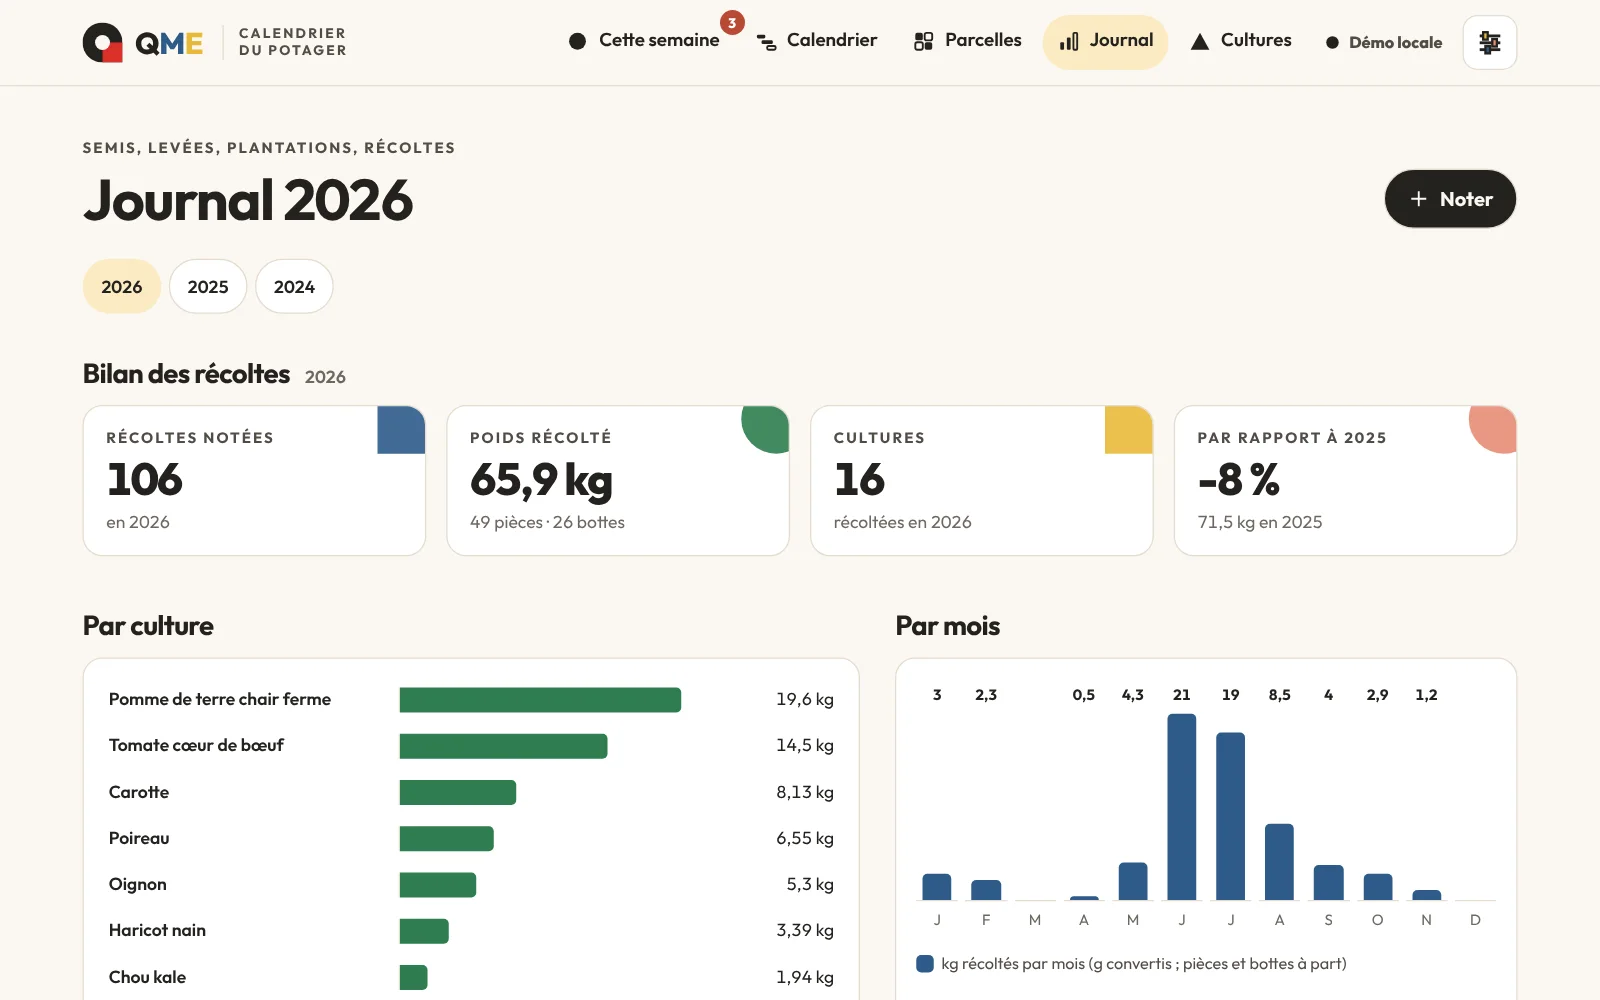 QME
CALENDRIER
DU POTAGER
Cette semaine
3
Calendrier
Parcelles
Journal
Cultures
Démo locale
SEMIS, LEVÉES, PLANTATIONS, RÉCOLTES
Journal 2026
+ Noter
2026
2025
2024
Bilan des récoltes 2026
RÉCOLTES NOTÉES
106
en 2026
POIDS RÉCOLTÉ
65,9 kg
49 pièces · 26 bottes
CULTURES
16
récoltées en 2026
PAR RAPPORT À 2025
-8 %
71,5 kg en 2025
Par culture
Pomme de terre chair ferme 19,6 kg
Tomate cœur de bœuf 14,5 kg
Carotte 8,13 kg
Poireau 6,55 kg
Oignon 5,3 kg
Haricot nain 3,39 kg
Chou kale 1,94 kg
Par mois
3 2,3 0,5 4,3 21 19 8,5 4 2,9 1,2
J F M A M J J A S O N D
kg récoltés par mois (g convertis ; pièces et bottes à part)